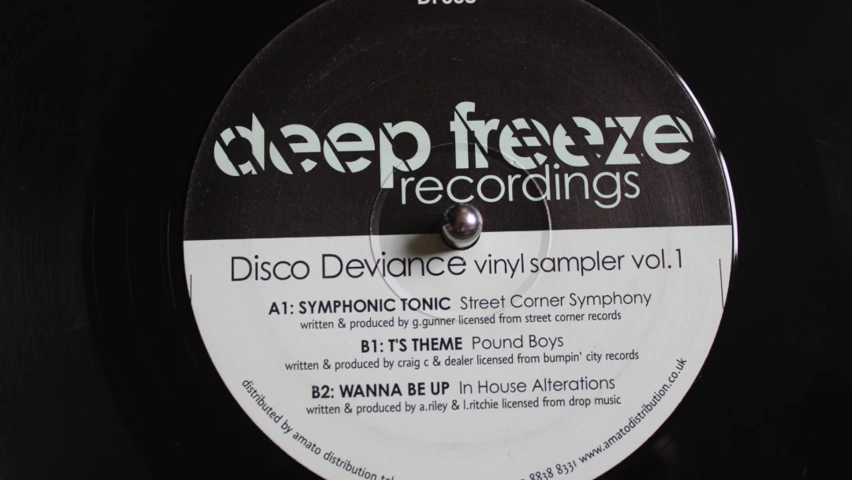 deep freeze
recordings
Disco Deviance vinyl sampler vol.1
A1: SYMPHONIC TONIC Street Corner Symphony
written & produced by g.gunner licensed from street corner records
B1: T'S THEME Pound Boys
written & produced by craig c & dealer licensed from bumpin' city records
B2: WANNA BE UP In House Alterations
written & produced by a.riley & l.ritchie licensed from drop music
distributed by amato distribution 8838 8331 www.amatodistribution.co.uk